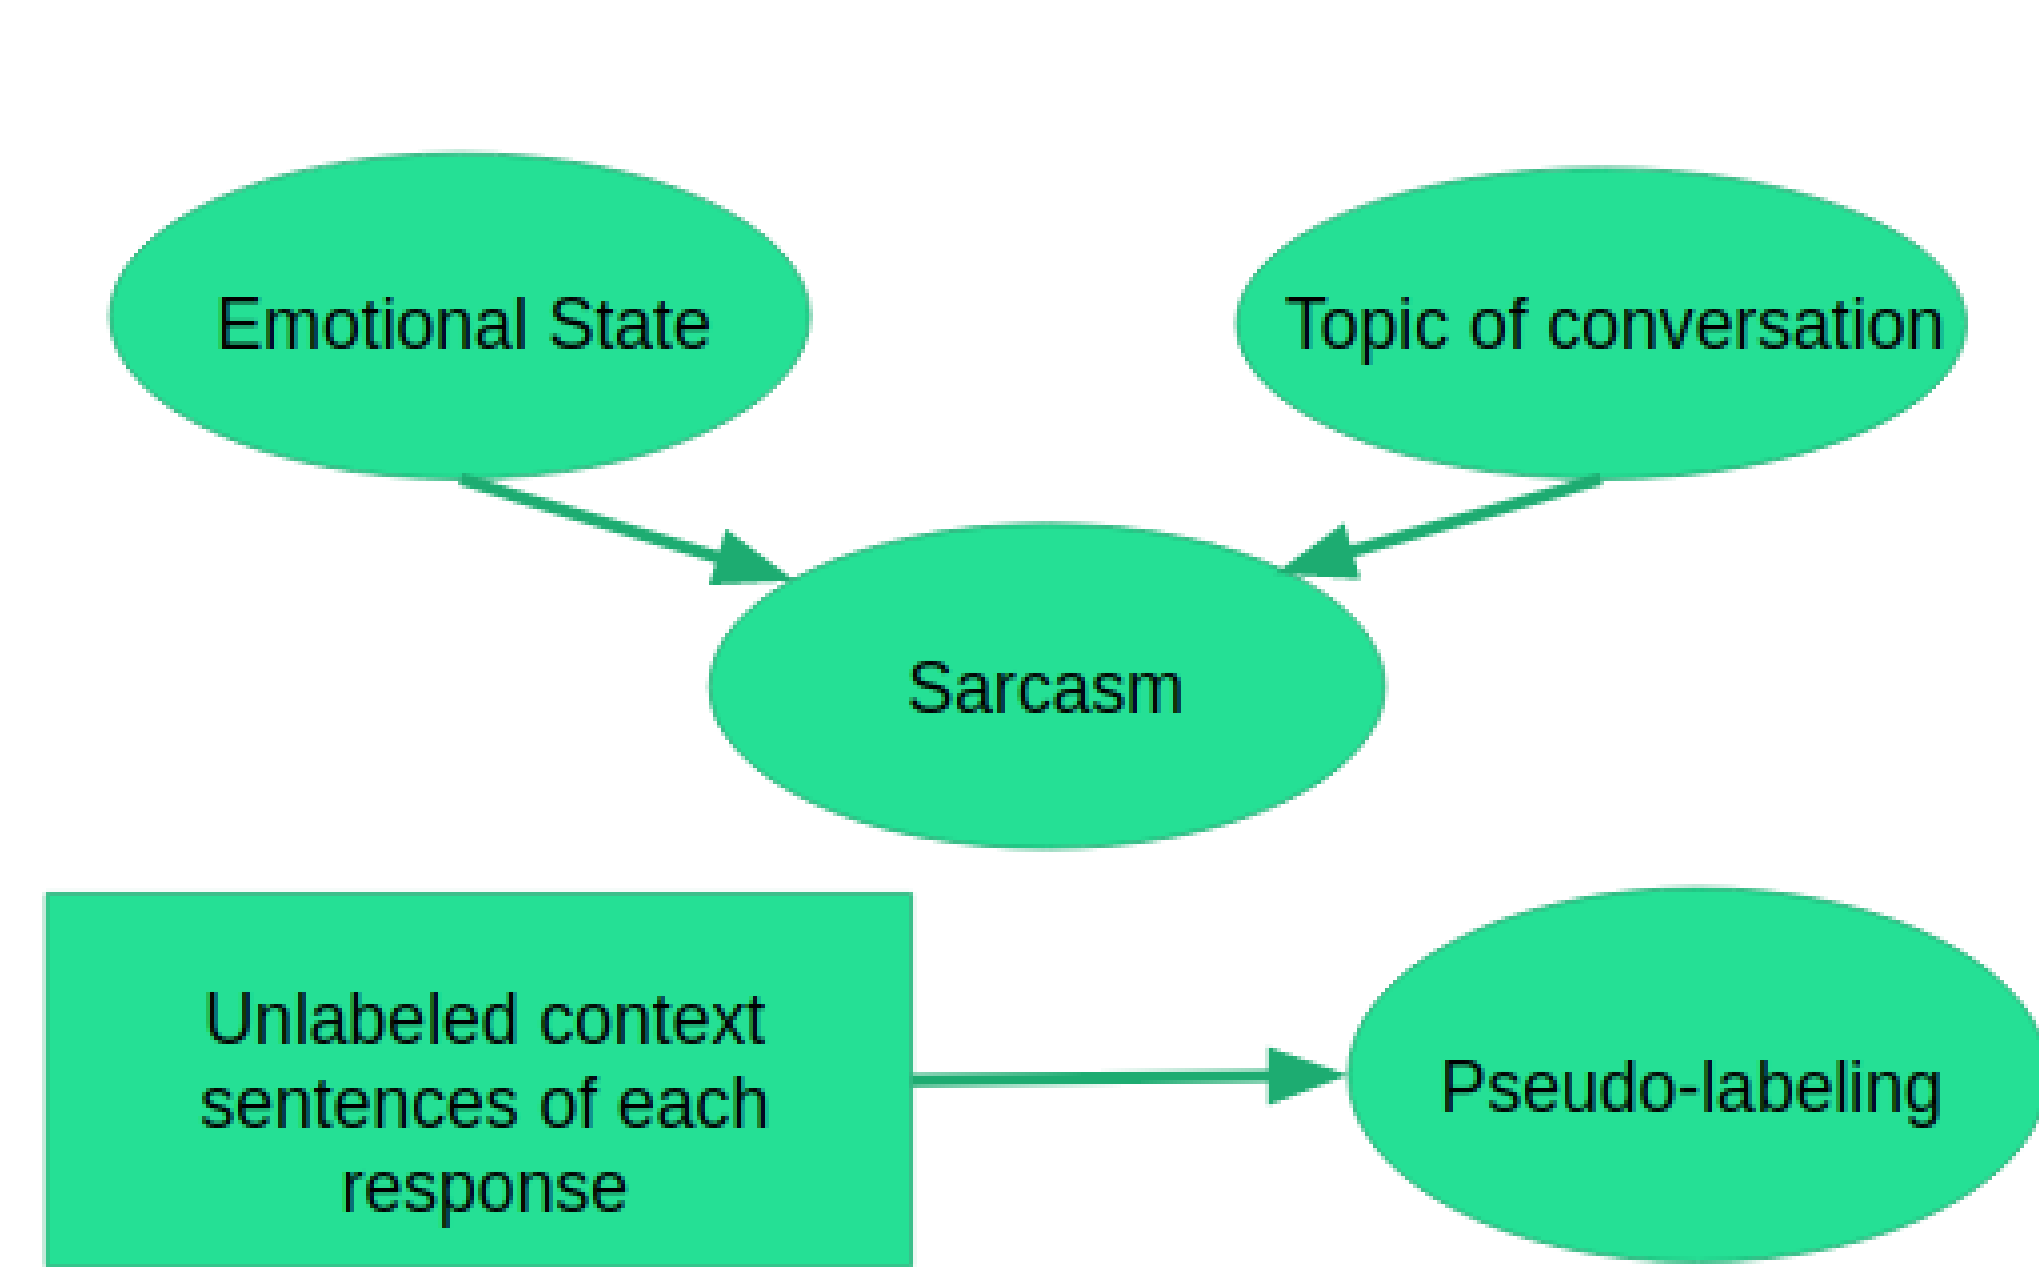 Emotional State
Topic of conversation
Sarcasm
Unlabeled context
sentences of each
response
Pseudo-labeling